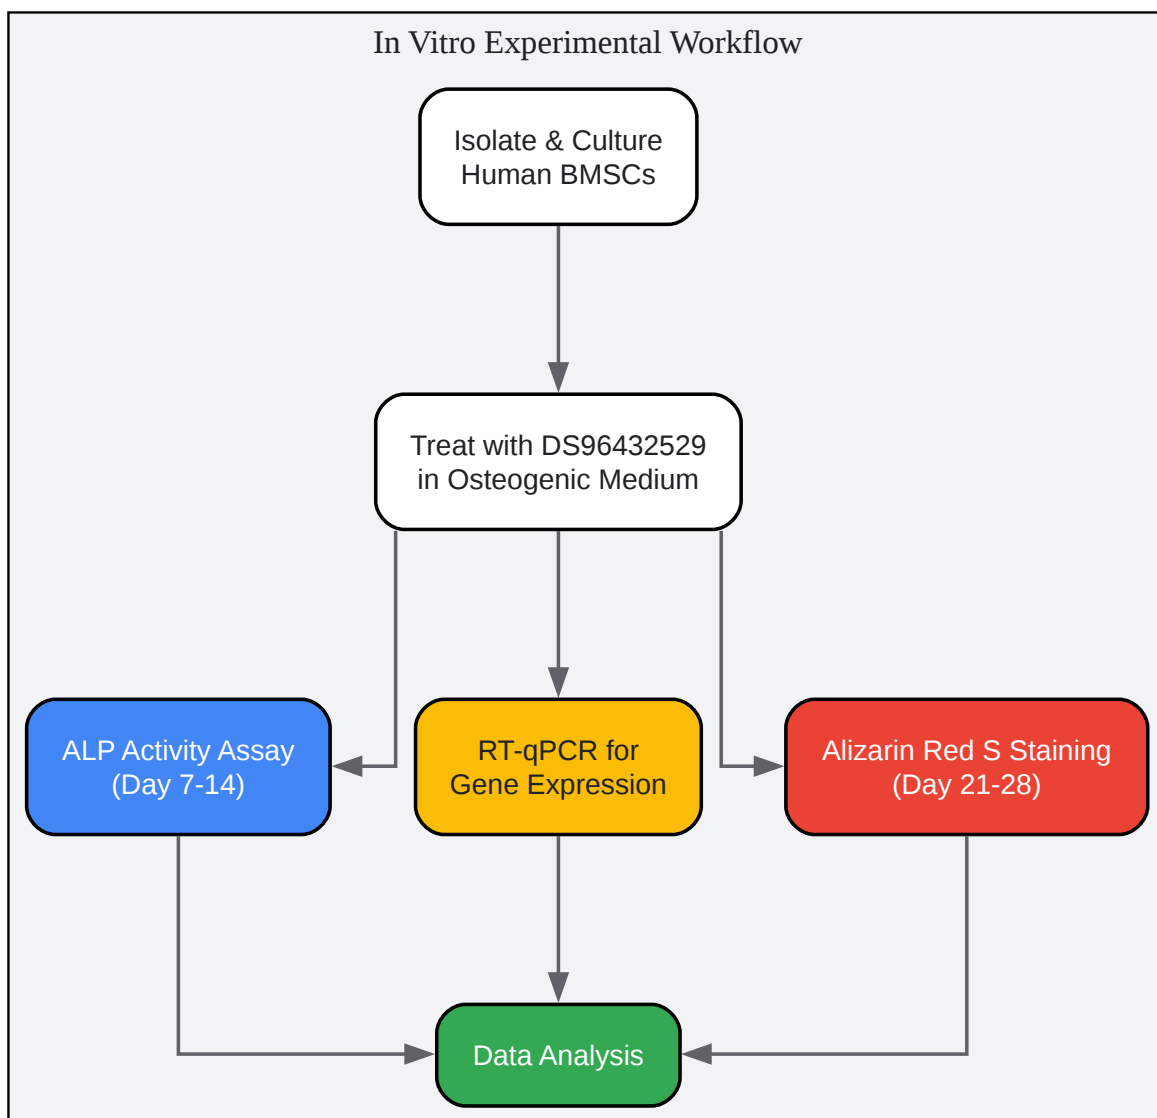 In Vitro Experimental Workflow
Isolate & Culture
Human BMSCs
Treat with DS96432529
in Osteogenic Medium
ALP Activity Assay
(Day 7-14)
RT-qPCR for
Gene Expression
Alizarin Red S Staining
(Day 21-28)
Data Analysis